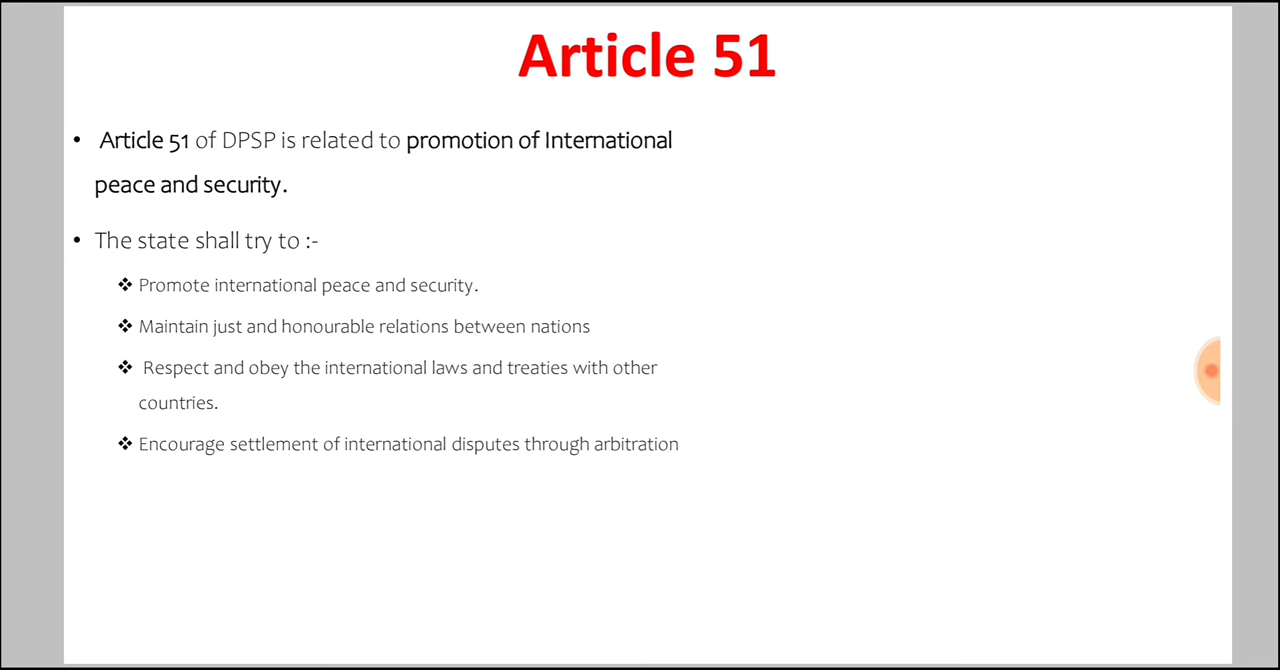 Article 51
• Article 51 of DPSP is related to promotion of International
peace and security.
• The state shall try to :-
❖ Promote international peace and security.
❖ Maintain just and honourable relations between nations
❖ Respect and obey the international laws and treaties with other
countries.
❖ Encourage settlement of international disputes through arbitration